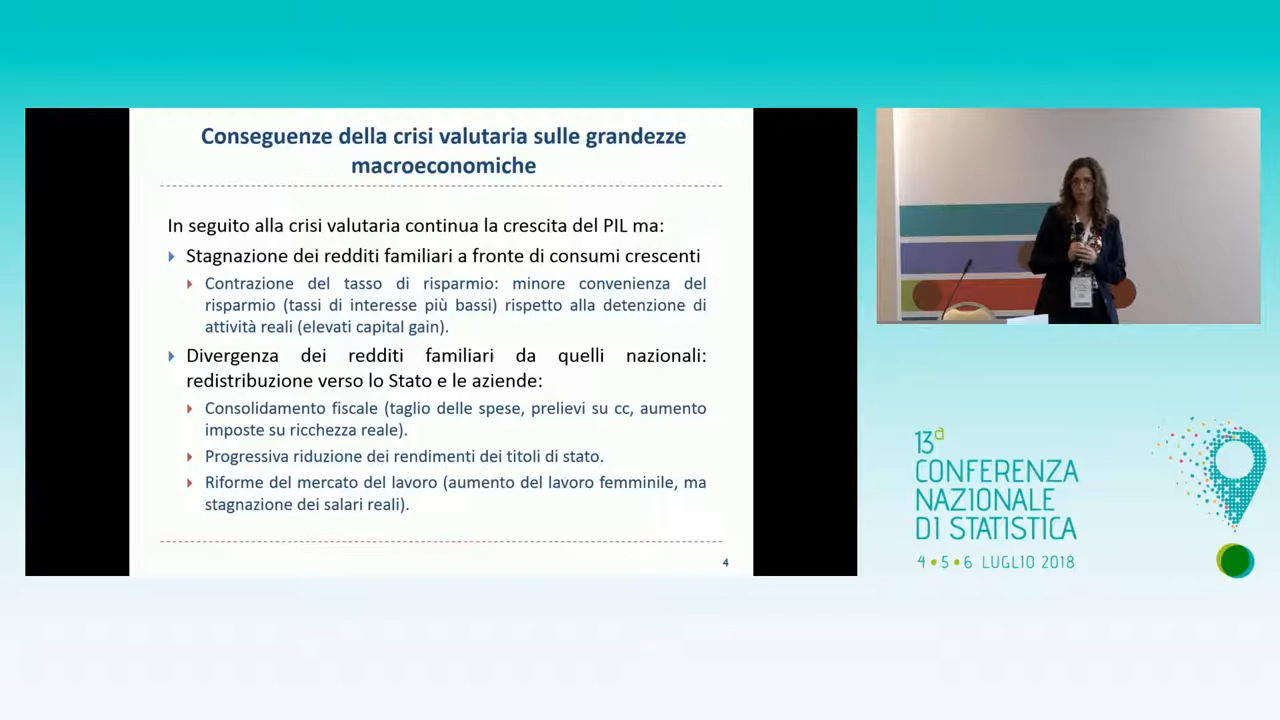 Conseguenze della crisi valutaria sulle grandezze
macroeconomiche
In seguito alla crisi valutaria continua la crescita del PIL ma:
Stagnazione dei redditi familiari a fronte di consumi crescenti
Contrazione del tasso di risparmio: minore convenienza del
risparmio (tassi di interesse più bassi) rispetto alla detenzione di
attività reali (elevati capital gain).
Divergenza dei redditi familiari da quelli nazionali:
redistribuzione verso lo Stato e le aziende:
Consolidamento fiscale (taglio delle spese, prelievi su cc, aumento
imposte su ricchezza reale).
Progressiva riduzione dei rendimenti dei titoli di stato.
Riforme del mercato del lavoro (aumento del lavoro femminile, ma
stagnazione dei salari reali).
4
13ª
CONFERENZA
NAZIONALE
DI STATISTICA
4 • 5 • 6 LUGLIO 2018